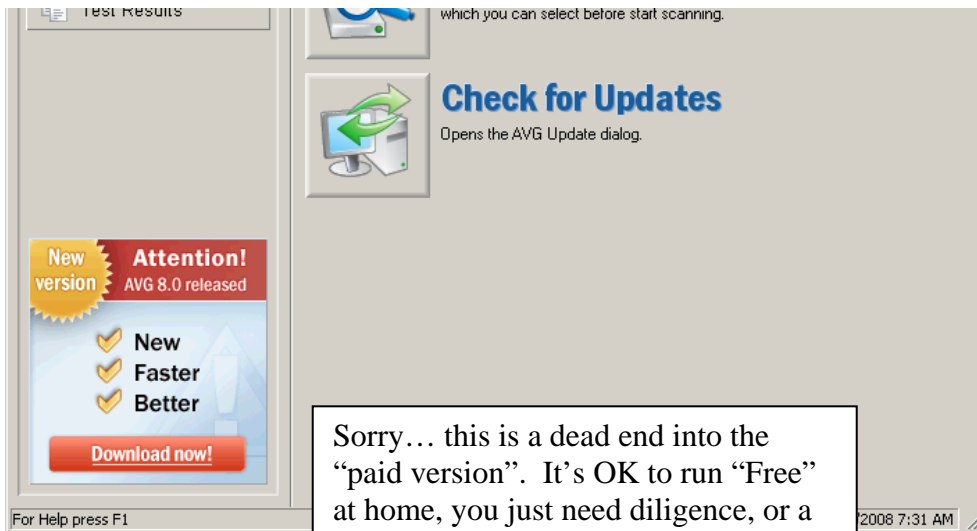 Test Results
which you can select before start scanning.
Check for Updates
Opens the AVG Update dialog.
New
version
Attention!
AVG 8.0 released
New
Faster
Better
Download now!
Sorry… this is a dead end into the
“paid version”.  It’s OK to run “Free”
at home, you just need diligence, or a
For Help press F1
/2008 7:31 AM